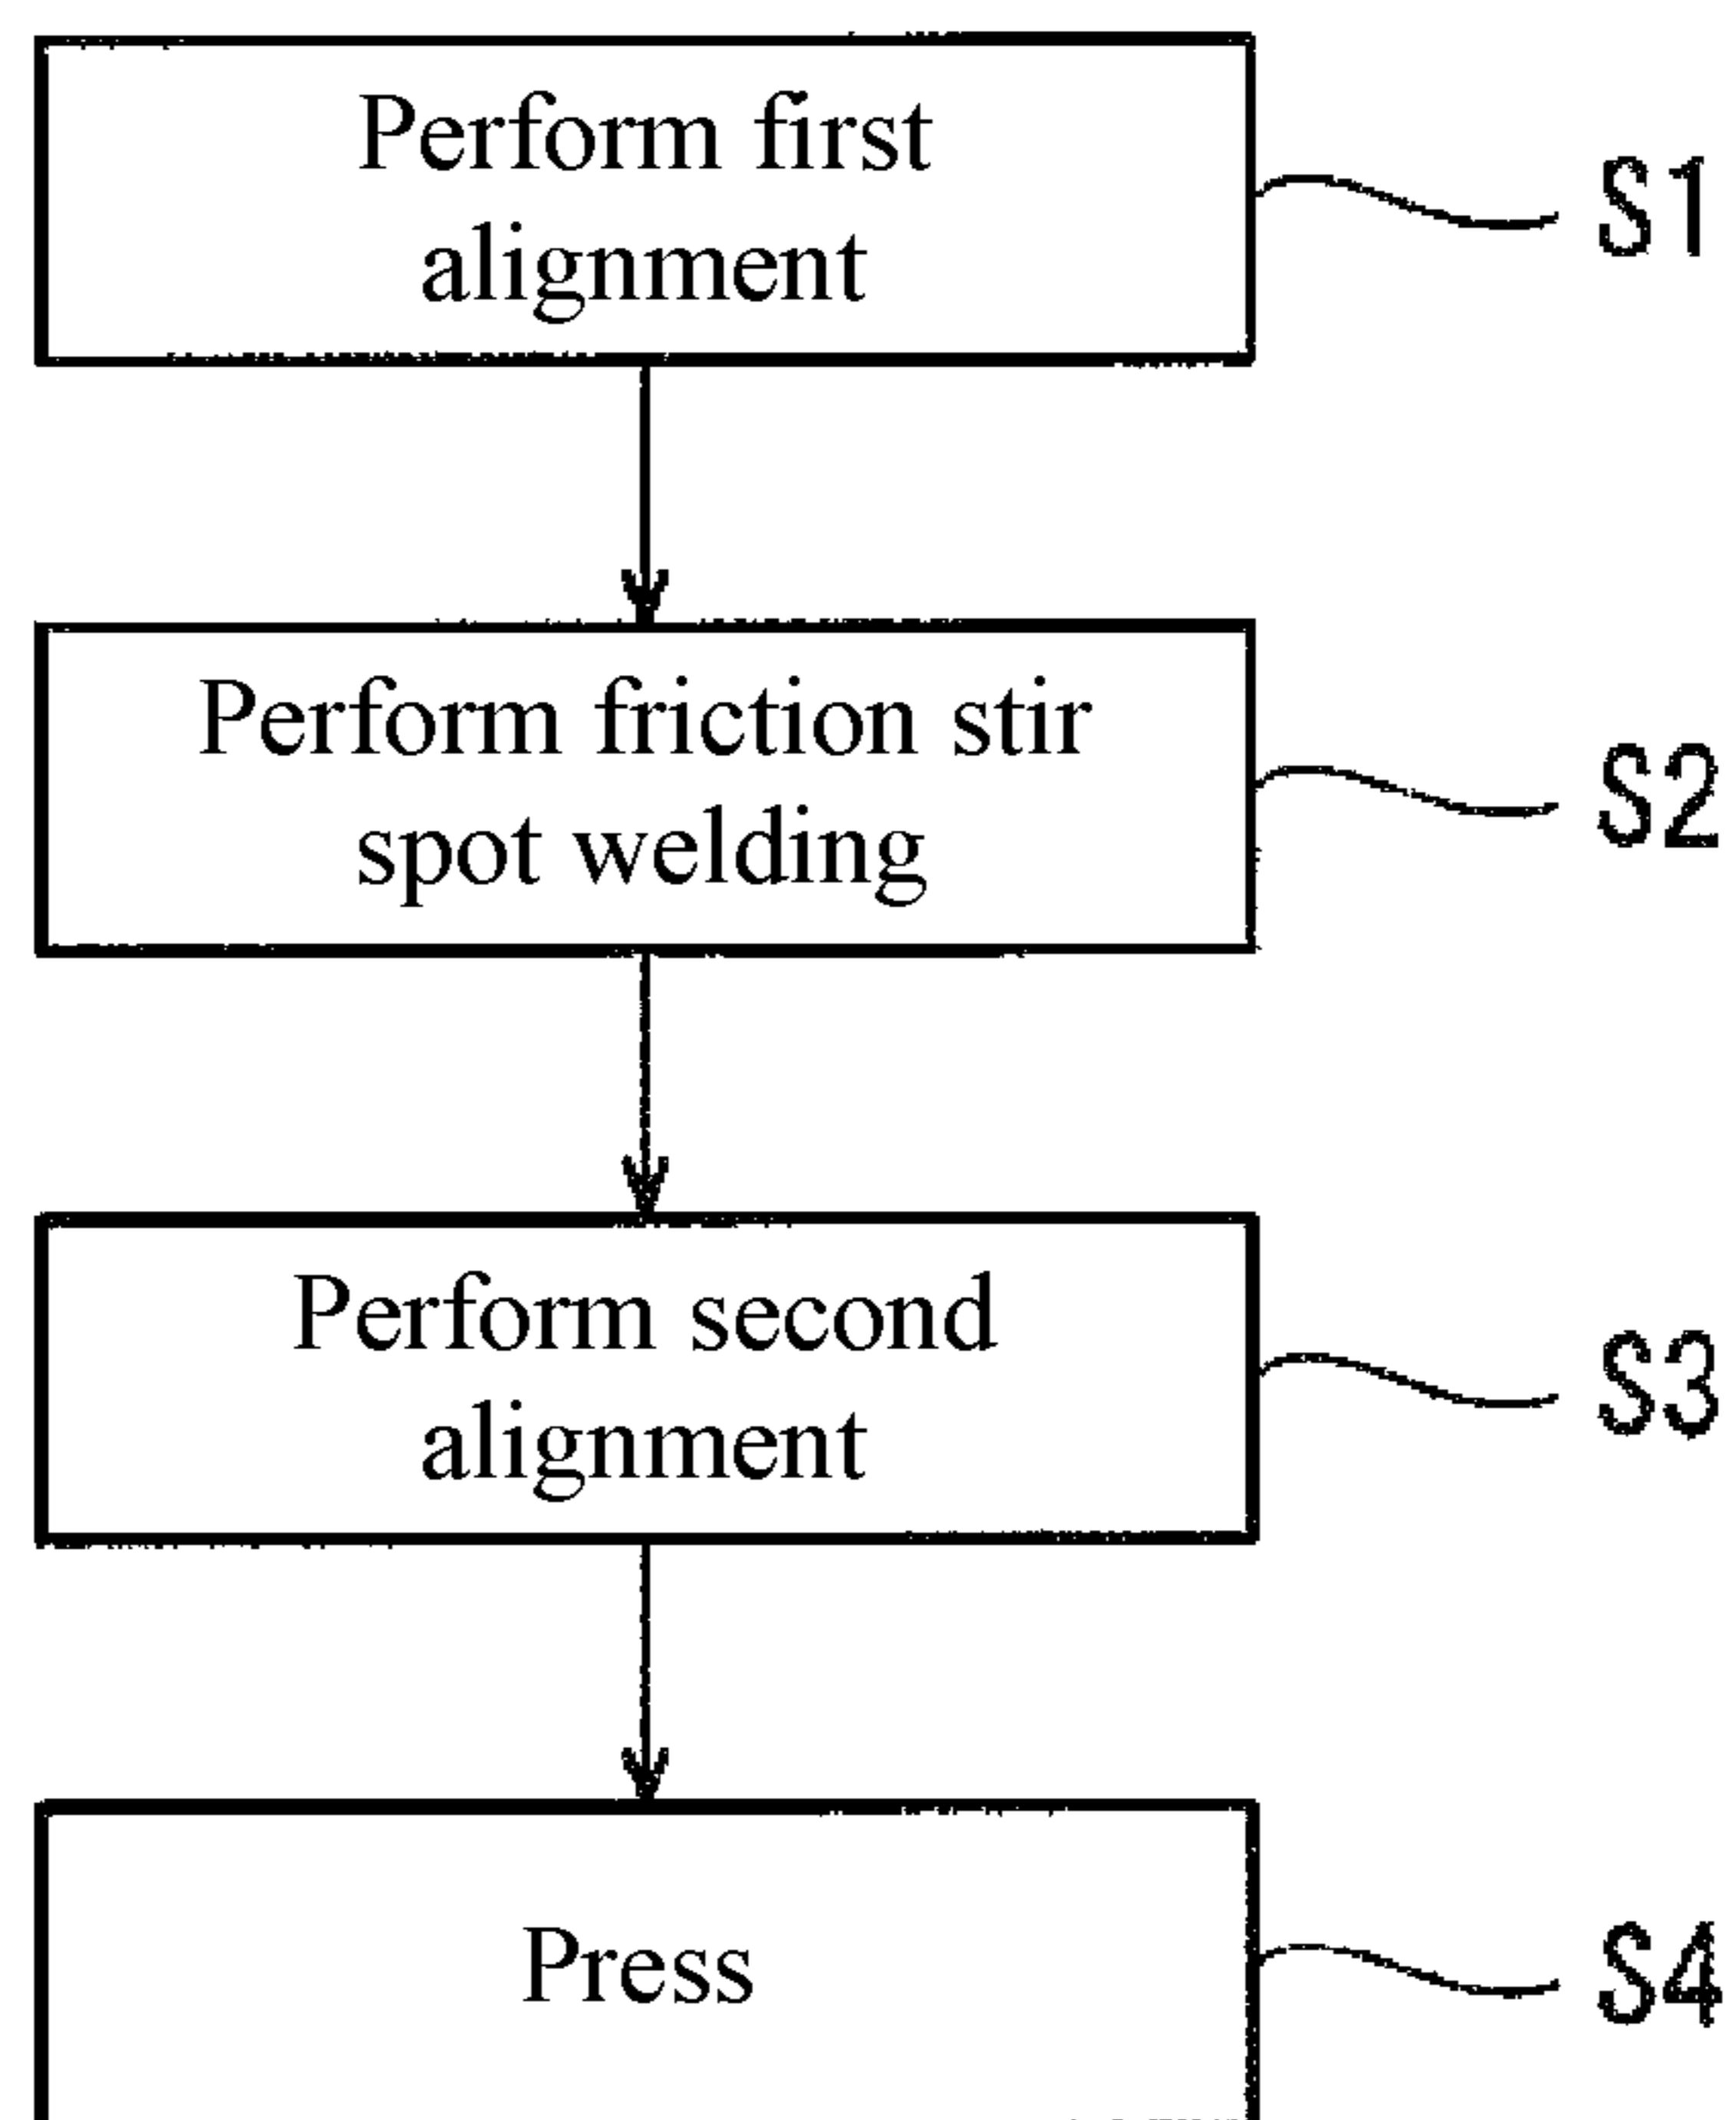 Perform first
alignment
S1
Perform friction stir
spot welding
S2
Perform second
alignment
S3
Press
S4